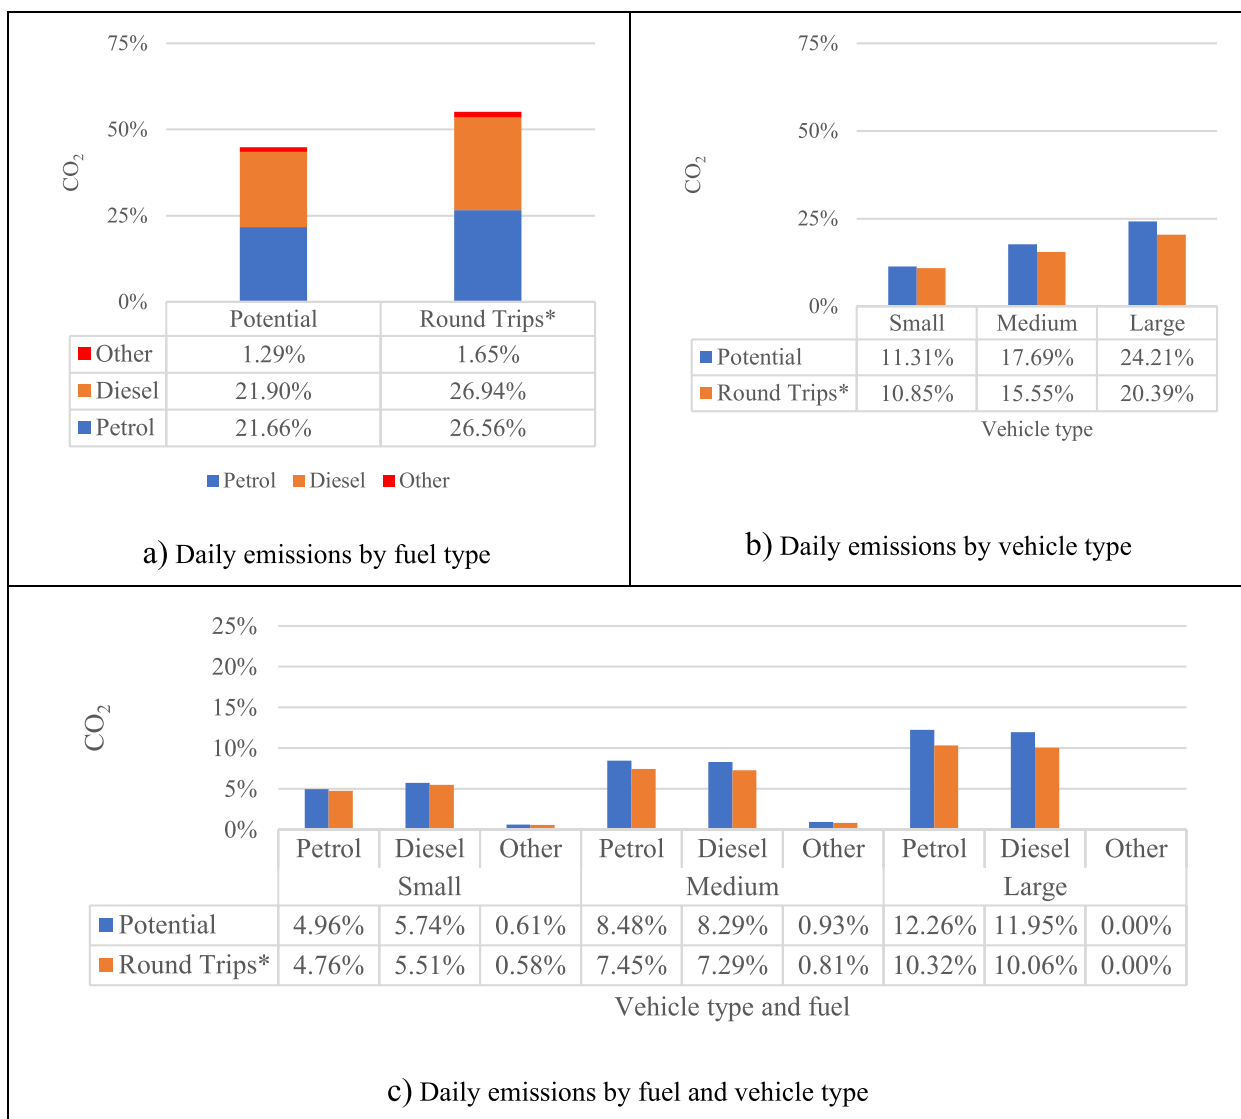 75%
50%
25%
0%
CO2
Potential Round Trips*
Other 1.29% 1.65%
Diesel 21.90% 26.94%
Petrol 21.66% 26.56%
Petrol Diesel Other
a) Daily emissions by fuel type
75%
50%
25%
0%
CO2
Small Medium Large
Potential 11.31% 17.69% 24.21%
Round Trips* 10.85% 15.55% 20.39%
Vehicle type
b) Daily emissions by vehicle type
25%
20%
15%
10%
5%
0%
CO2
Petrol Diesel Other Petrol Diesel Other Petrol Diesel Other
Small Medium Large
Potential 4.96% 5.74% 0.61% 8.48% 8.29% 0.93% 12.26% 11.95% 0.00%
Round Trips* 4.76% 5.51% 0.58% 7.45% 7.29% 0.81% 10.32% 10.06% 0.00%
Vehicle type and fuel
c) Daily emissions by fuel and vehicle type